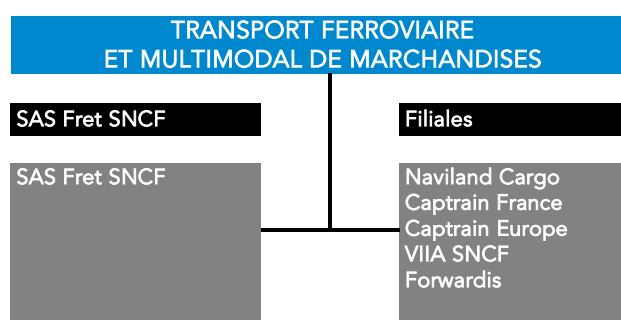 TRANSPORT FERROVIAIRE
ET MULTIMODAL DE MARCHANDISES
SAS Fret SNCF
Filiales
SAS Fret SNCF
Naviland Cargo
Captrain France
Captrain Europe
VIIA SNCF
Forwardis